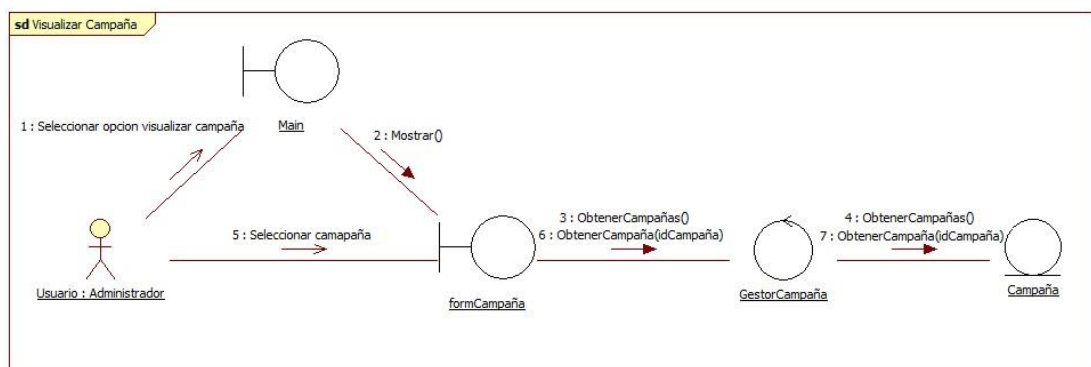 sd Visualizar Campaña
1 : Seleccionar opcion visualizar campaña
Main
2 : Mostrar()
5 : Seleccionar camapaña
3 : ObtenerCampañas()
6 : ObtenerCampaña(idCampaña)
4 : ObtenerCampañas()
7 : ObtenerCampaña(idCampaña)
Usuario : Administrador
formCampaña
GestorCampaña
Campaña